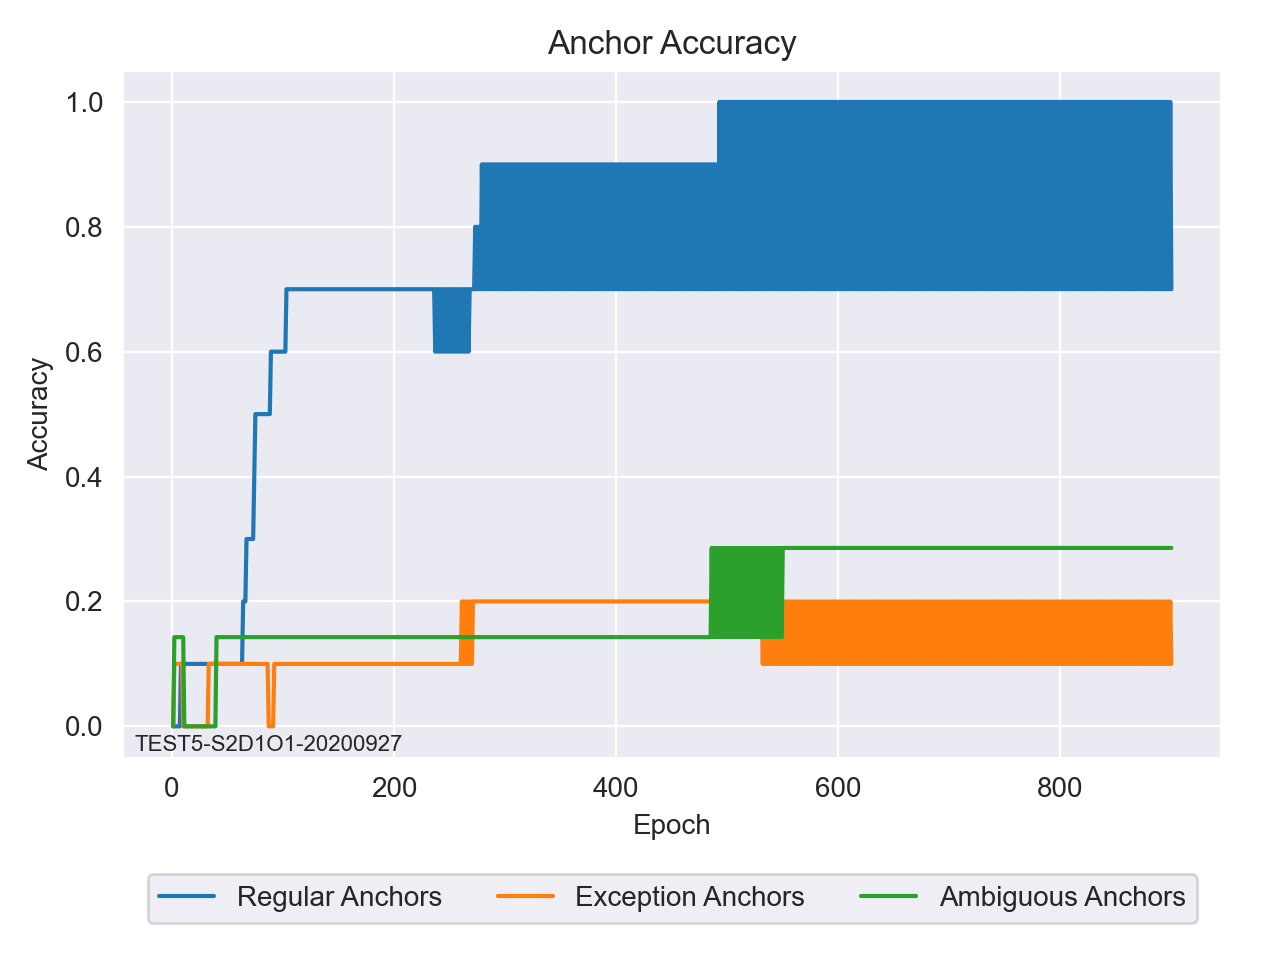 Anchor Accuracy
1.0
0.8
0.6
0.4
0.2
0.0
Accuracy
TEST5-S2D1O1-20200927
0 200 400 600 800
Epoch
Regular Anchors Exception Anchors Ambiguous Anchors